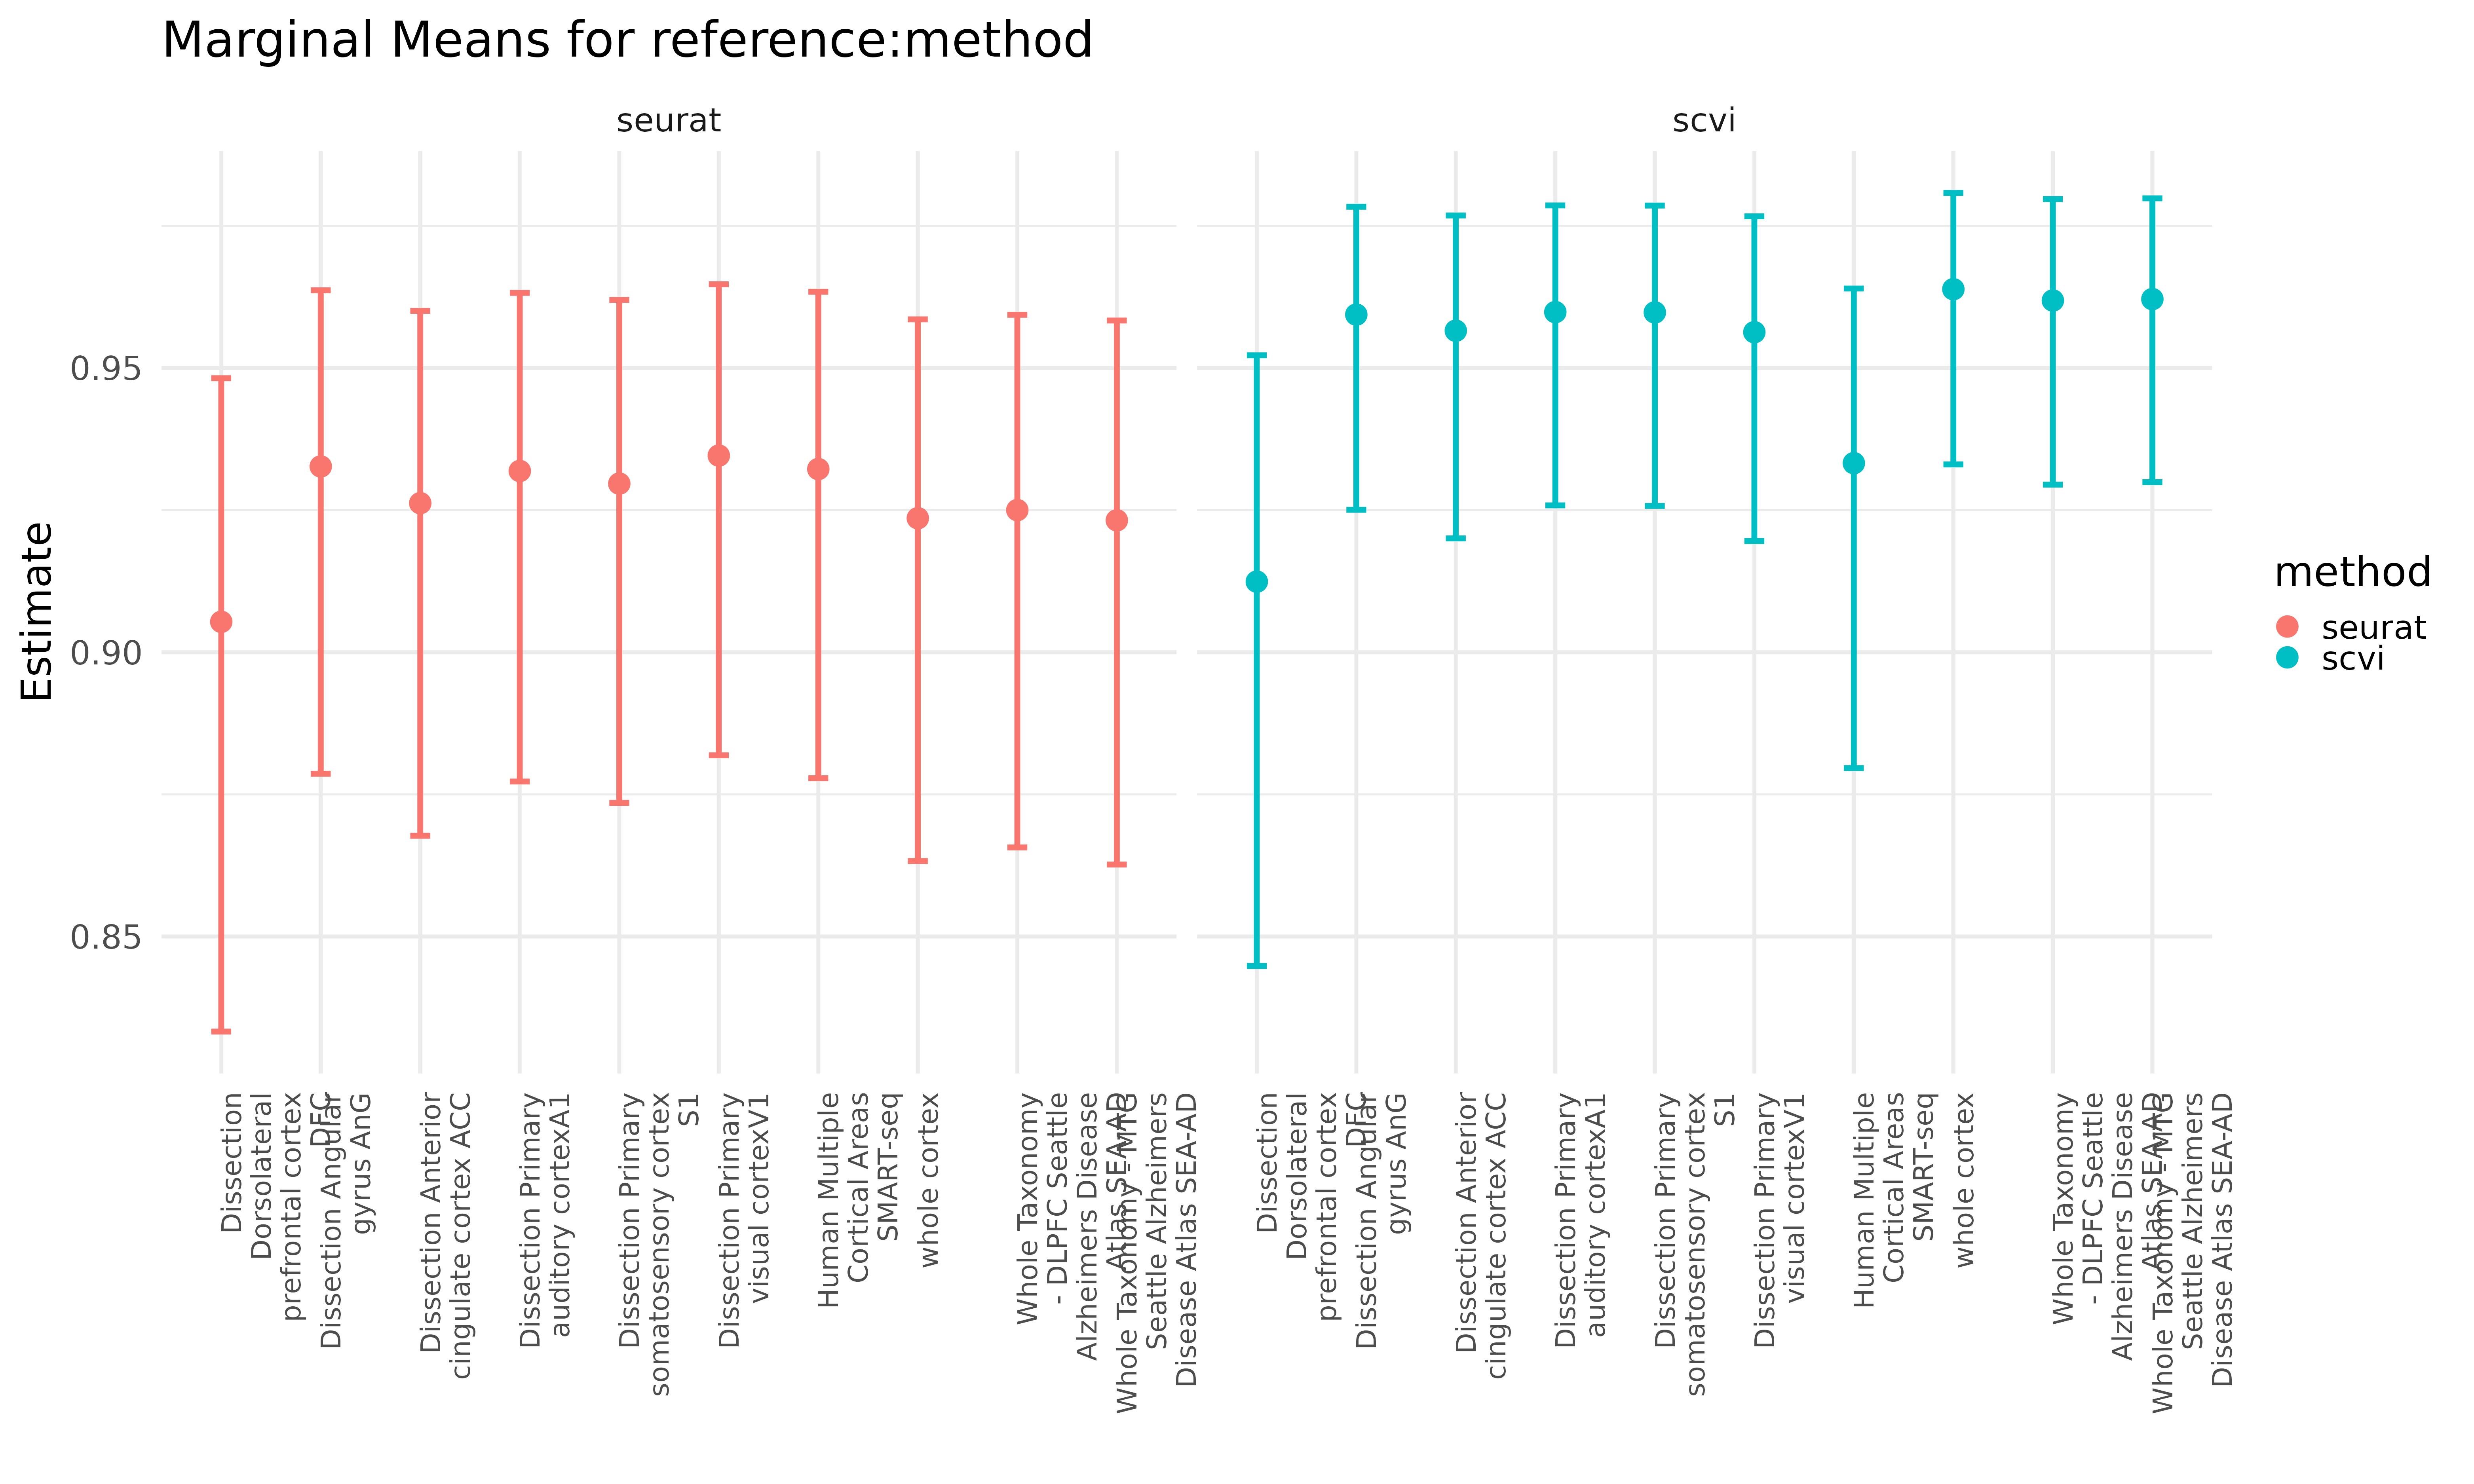 Marginal Means for reference:method
seurat
scvi
Estimate
0.95
0.90
0.85
Dissection
Dorsolateral
prefrontal cortex
DFC
Dissection Angular
gyrus AnG
Dissection Anterior
cingulate cortex ACC
Dissection Primary
auditory cortexA1
Dissection Primary
somatosensory cortex
S1
Dissection Primary
visual cortexV1
Human Multiple
Cortical Areas
SMART-seq
whole cortex
Whole Taxonomy
- DLPFC Seattle
Alzheimers Disease
Atlas SEA-AD
Whole Taxonomy - MTG
Seattle Alzheimers
Disease Atlas SEA-AD
Dissection
Dorsolateral
prefrontal cortex
DFC
Dissection Angular
gyrus AnG
Dissection Anterior
cingulate cortex ACC
Dissection Primary
auditory cortexA1
Dissection Primary
somatosensory cortex
S1
Dissection Primary
visual cortexV1
Human Multiple
Cortical Areas
SMART-seq
whole cortex
Whole Taxonomy
- DLPFC Seattle
Alzheimers Disease
Atlas SEA-AD
Whole Taxonomy - MTG
Seattle Alzheimers
Disease Atlas SEA-AD
method
seurat
scvi